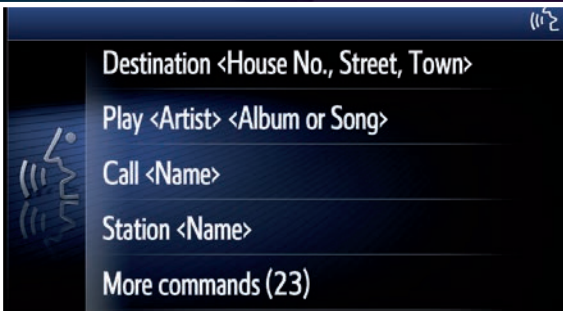 Destination <House No., Street, Town>
Play <Artist> <Album or Song>
Call <Name>
Station <Name>
More commands (23)